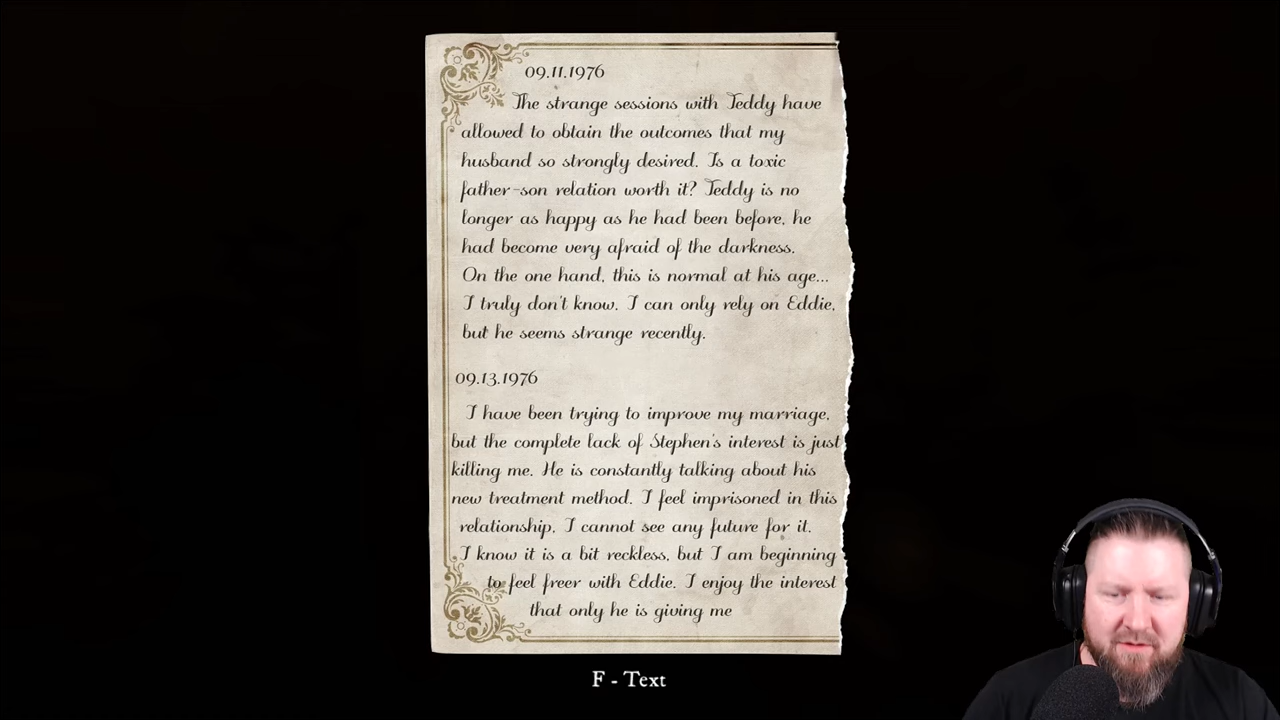 09.11.1976
The strange sessions with Teddy have
allowed to obtain the outcomes that my
husband so strongly desired. Is a toxic
father-son relation worth it? Teddy is no
longer as happy as he had been before, he
had become very afraid of the darkness.
On the one hand, this is normal at his age...
I truly don't know. I can only rely on Eddie,
but he seems strange recently.
09.13.1976
I have been trying to improve my marriage,
but the complete lack of Stephen's interest is just
killing me. He is constantly talking about his
new treatment method. I feel imprisoned in this
relationship, I cannot see any future for it.
I know it is a bit reckless, but I am beginning
to feel freer with Eddie. I enjoy the interest
that only he is giving me
F - Text